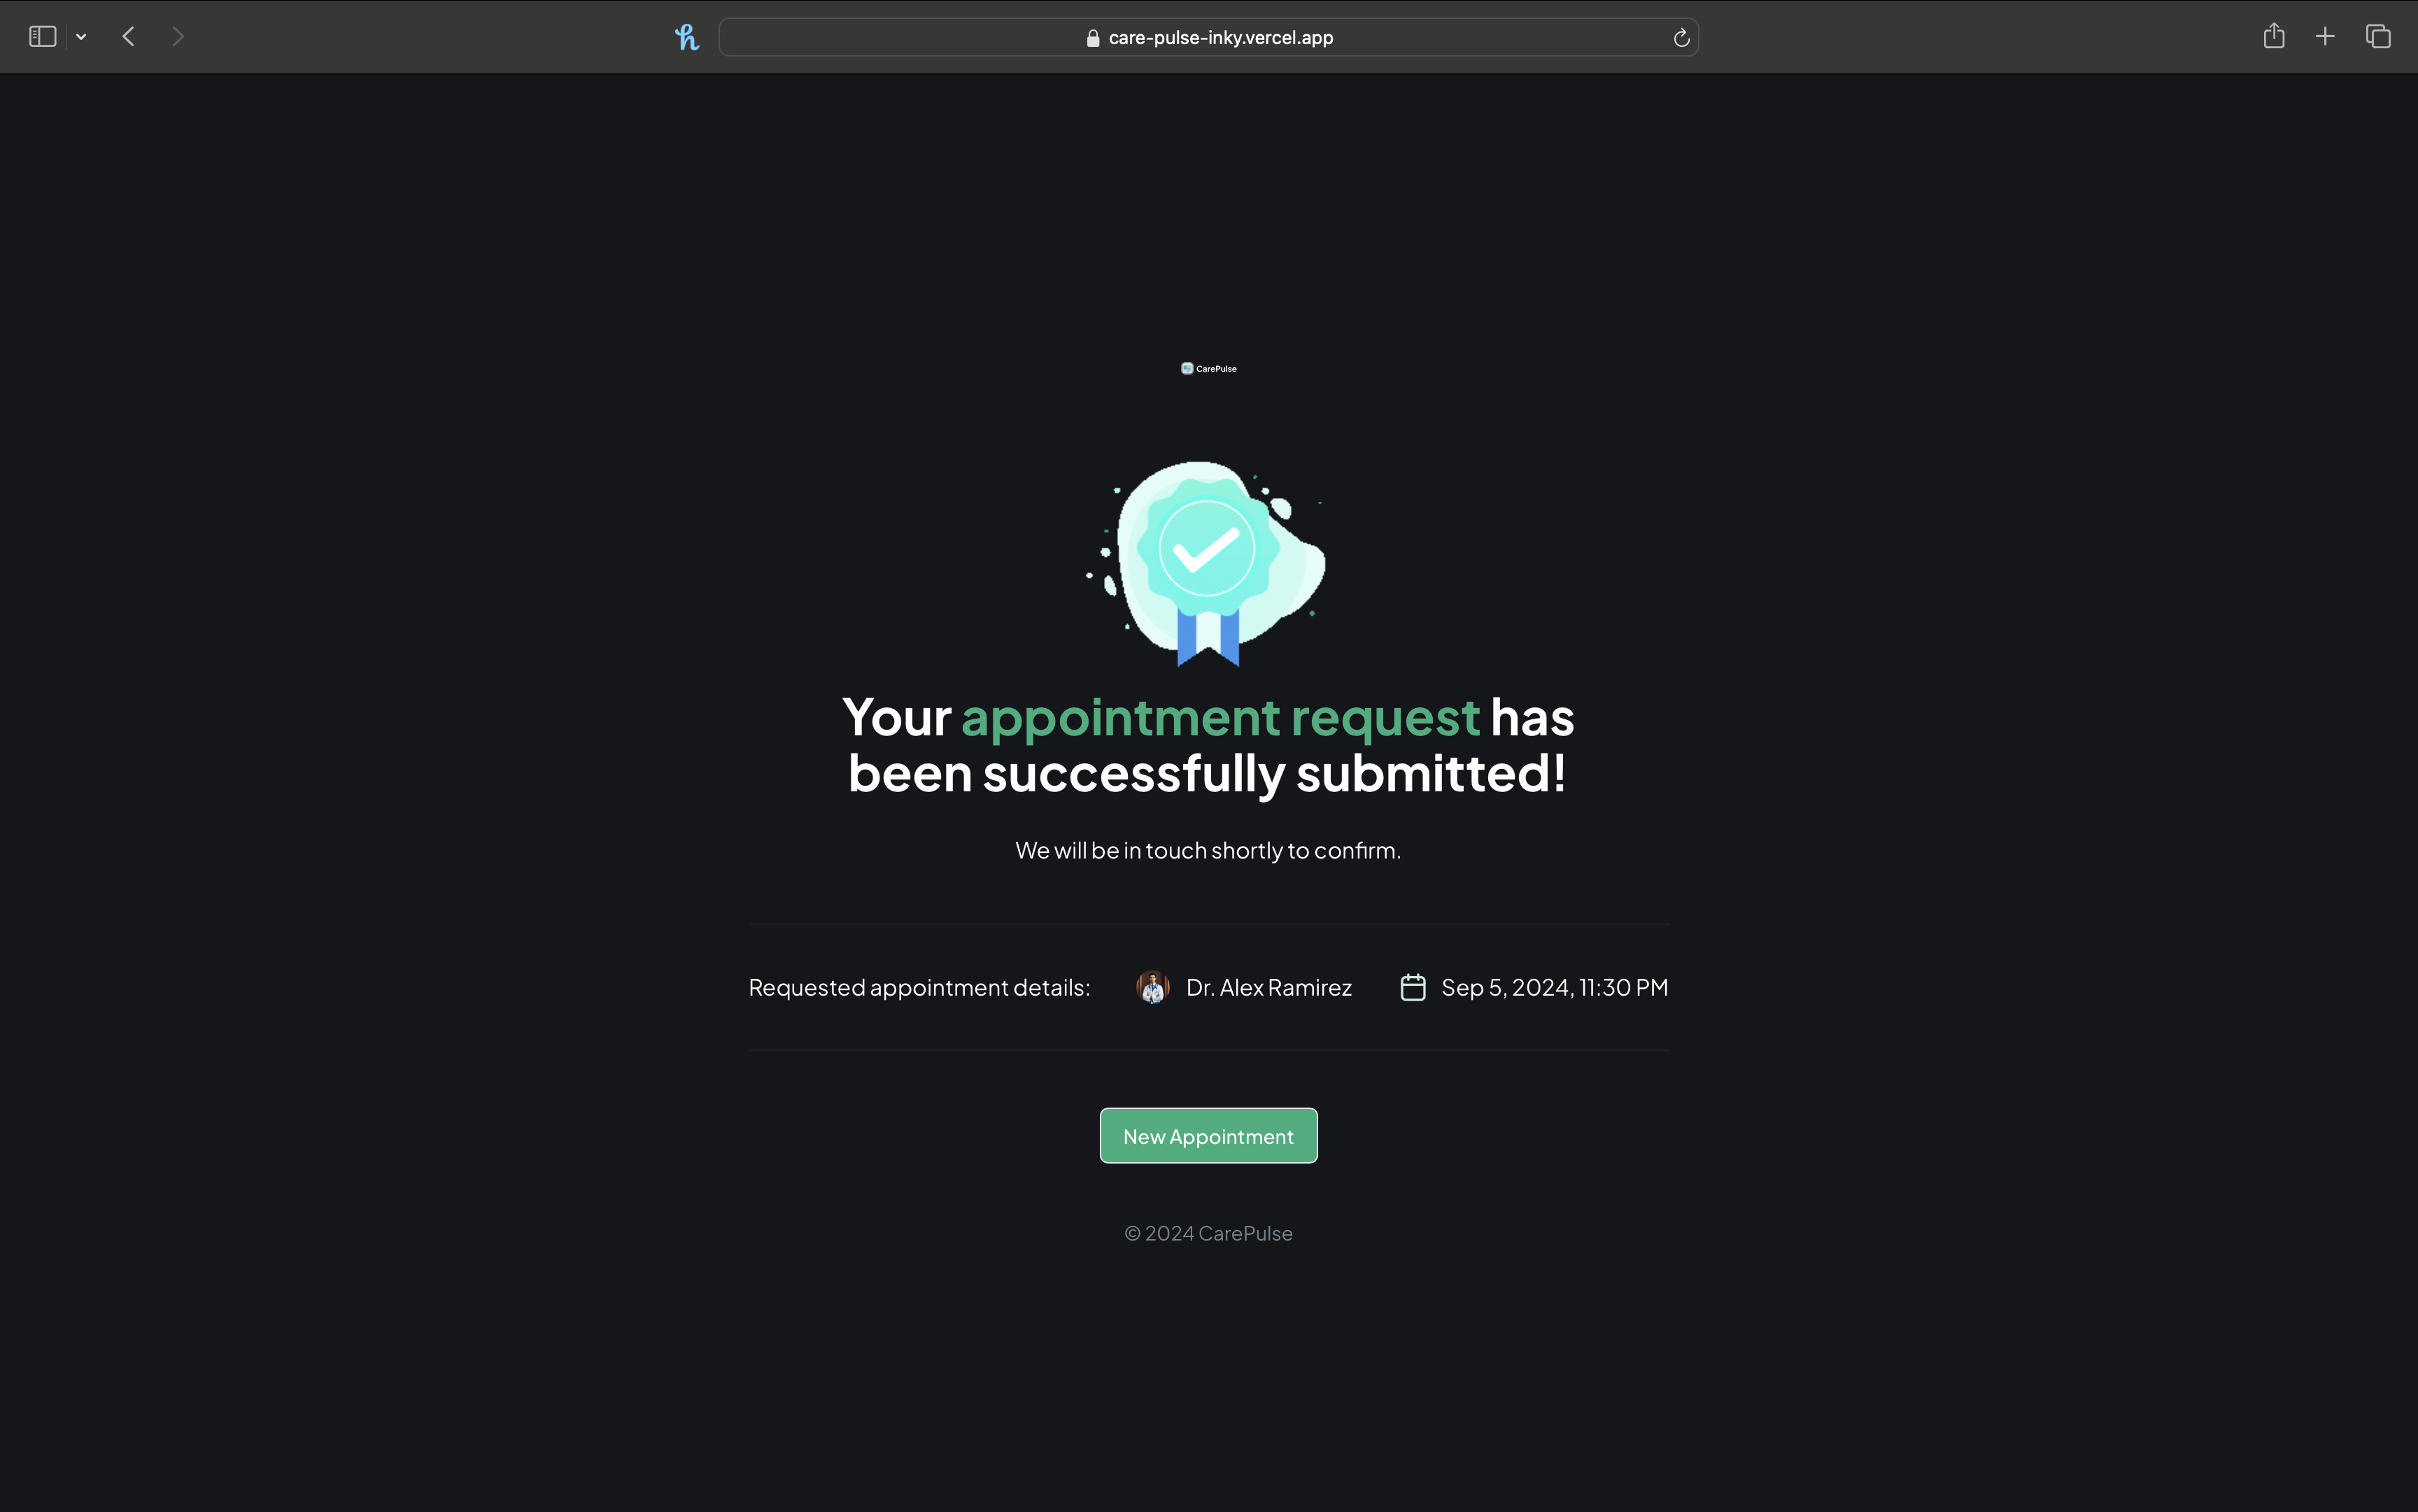 care-pulse-inky.vercel.app
CarePulse
Your appointment request has
been successfully submitted!
We will be in touch shortly to confirm.
Requested appointment details: Dr. Alex Ramirez Sep 5, 2024, 11:30 PM
New Appointment
© 2024 CarePulse